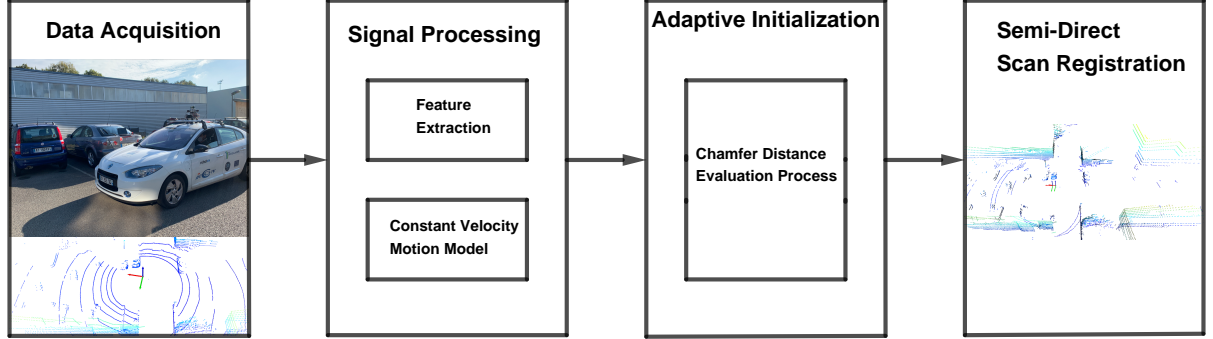 Data Acquisition
Signal Processing
Feature
Extraction
Constant Velocity
Motion Model
Adaptive Initialization
Chamfer Distance
Evaluation Process
Semi-Direct
Scan Registration